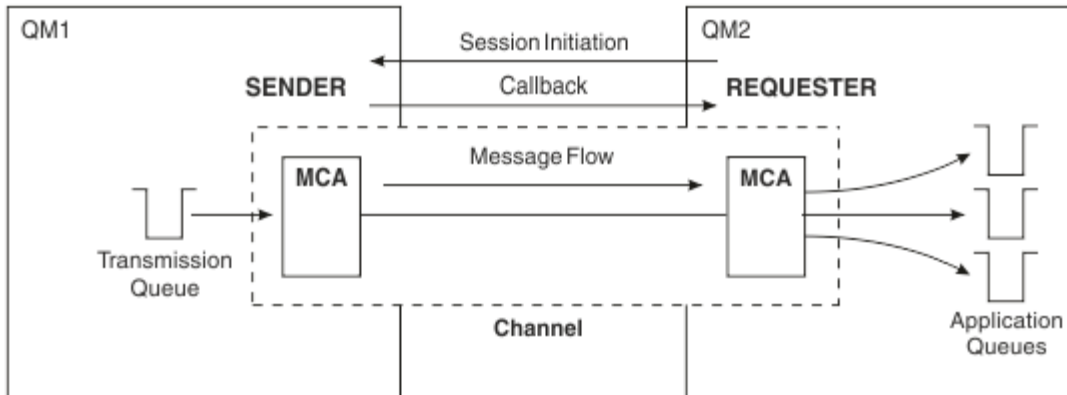 QM1
Session Initiation
QM2
SENDER
Callback
REQUESTER
Message Flow
MCA
MCA
Transmission
Queue
Channel
Application
Queues